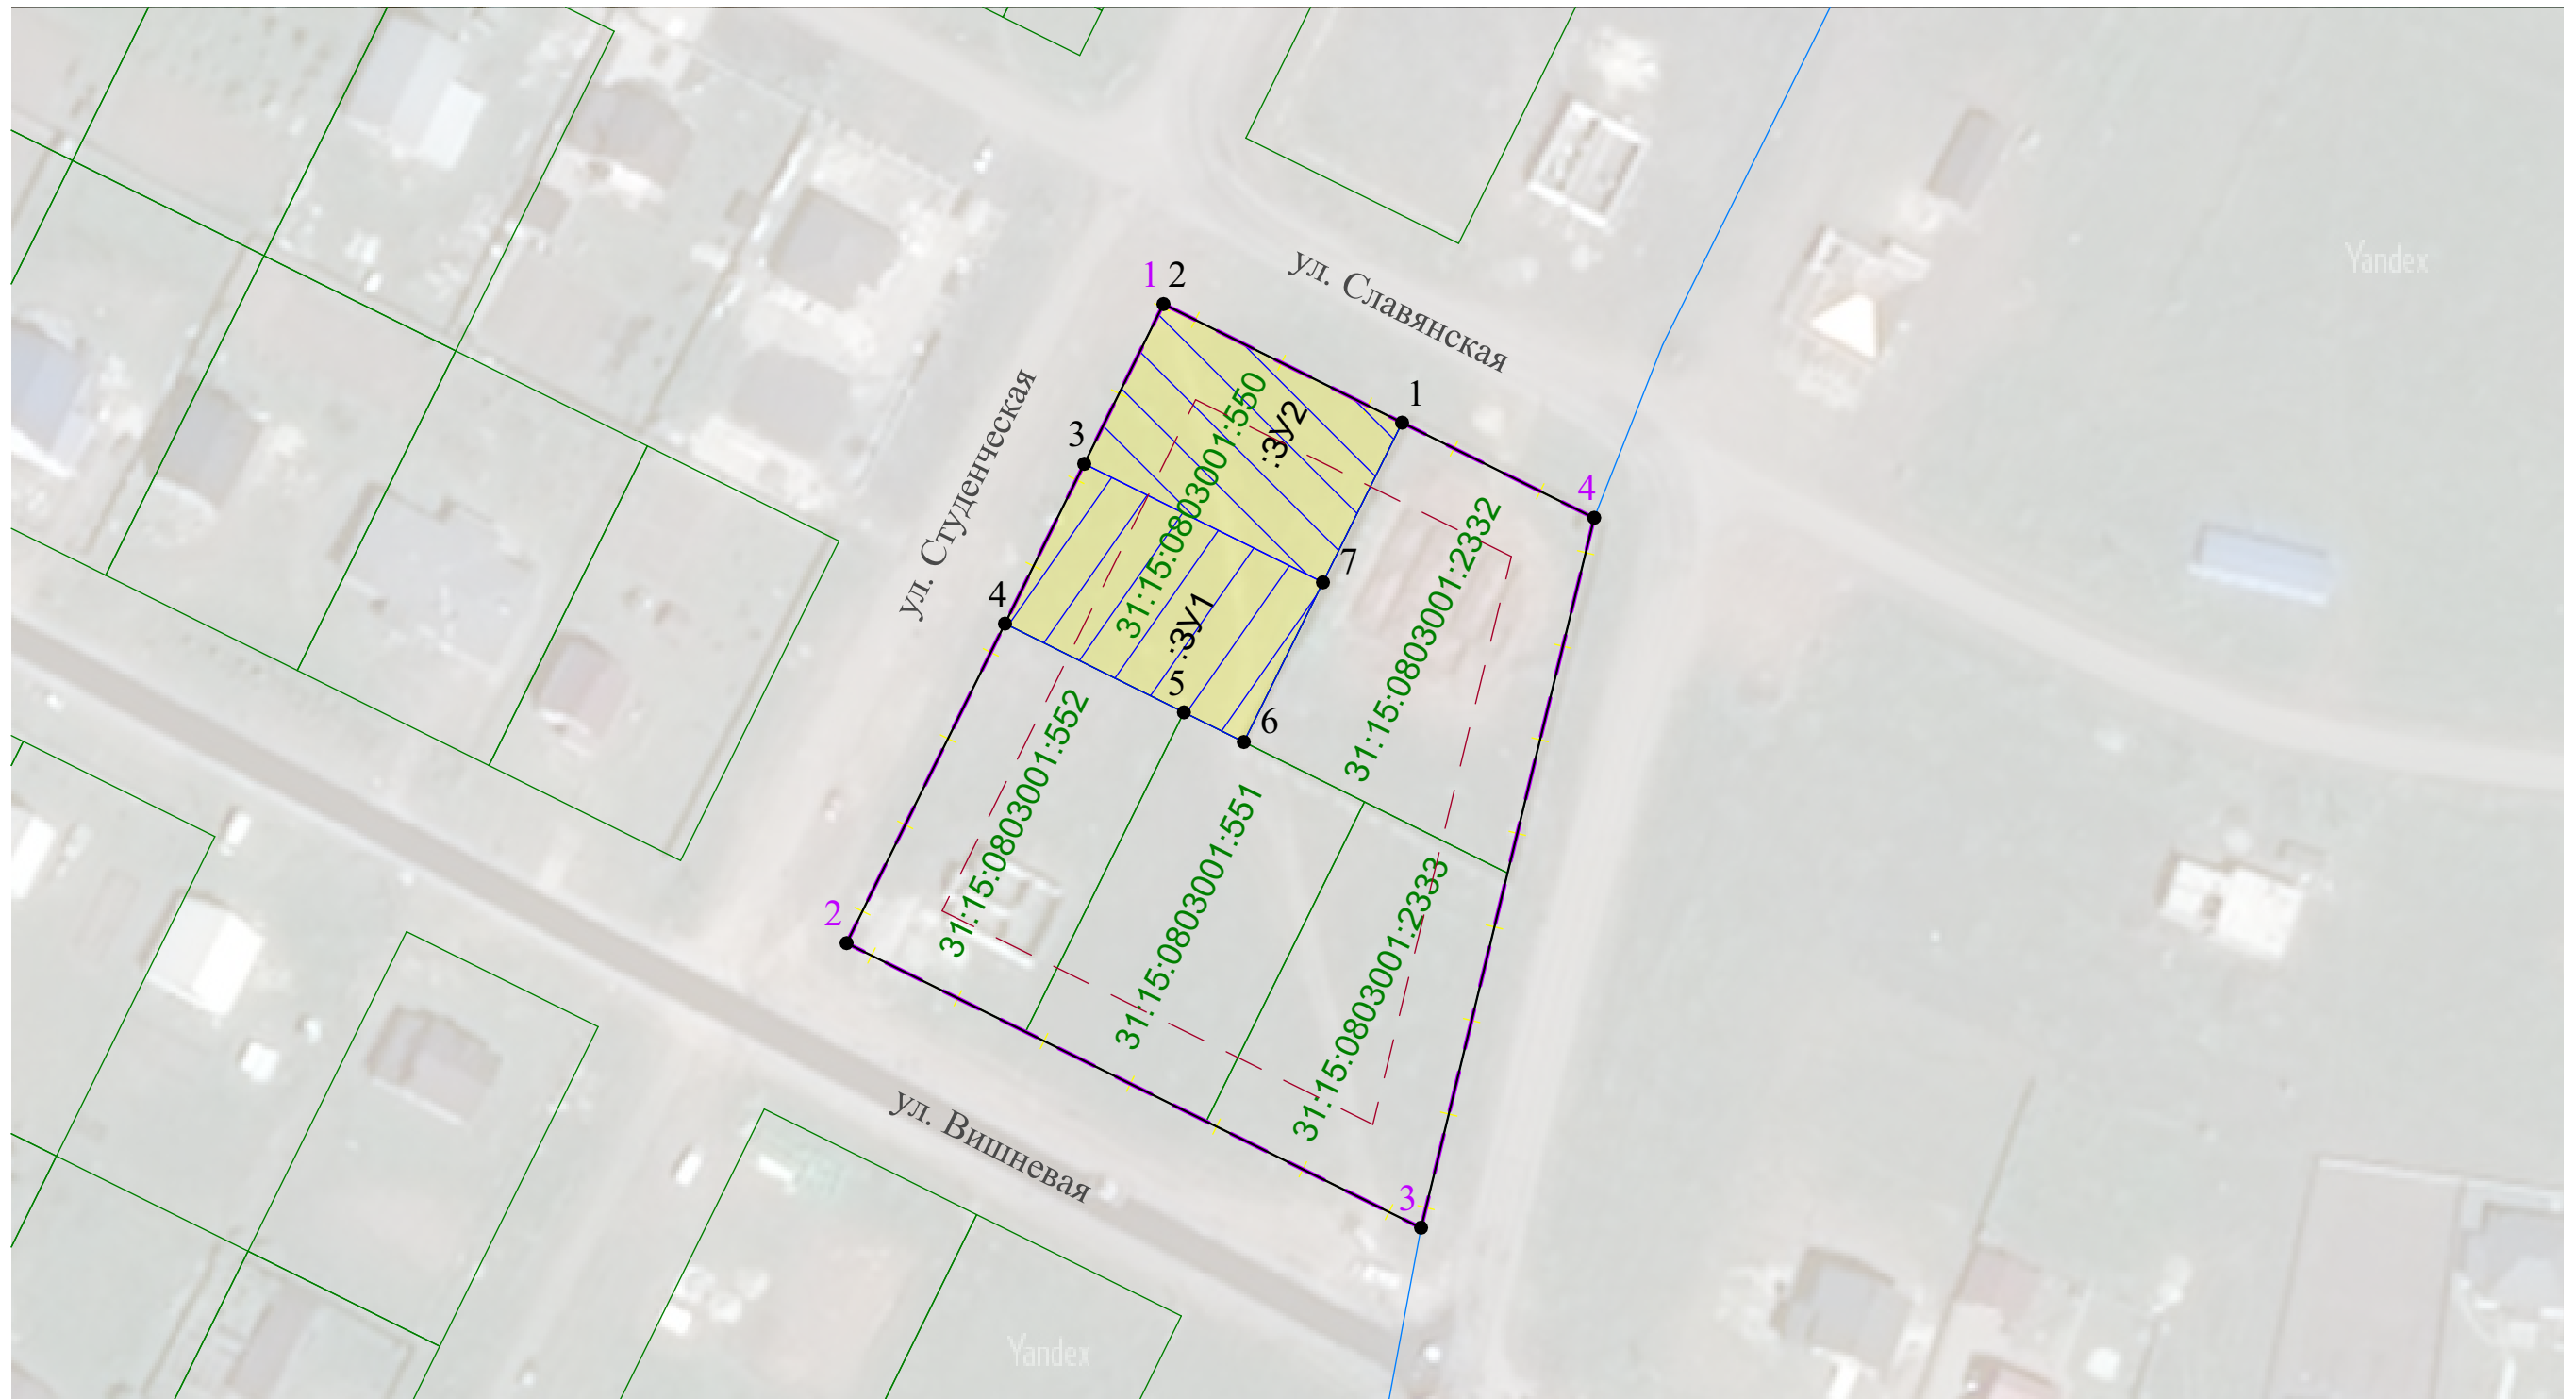 Yandex
ул. Славянская
1 2
1
ул. Студенческая
3
31:15:0803001:550
:ЗУ2
4
31:15:0803001:2332
7
4
:ЗУ1
5
6
31:15:0803001:552
31:15:0803001:551
31:15:0803001:2333
2
ул. Вишневая
3
Yandex